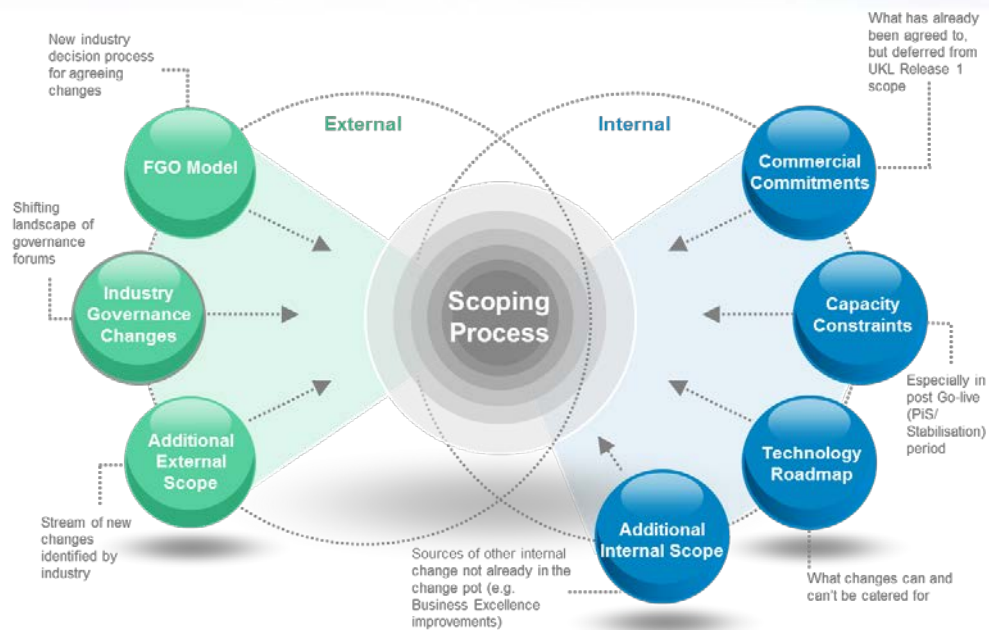 New industry
decision process
for agreeing
changes
External
FGO Model
Shifting
landscape of
governance
forums
Industry
Governance
Changes
Additional
External
Scope
Stream of new
changes
identified by
industry
Scoping
Process
Internal
What has already
been agreed to,
but deferred from
UKL Release 1
scope
Commercial
Commitments
Capacity
Constraints
Especially in
post Go-live
(PiS/
Stabilisation)
period
Technology
Roadmap
What changes can and
can't be catered for
Additional
Internal Scope
Sources of other internal
change not already in the
change pot (e.g.
Business Excellence
improvements)